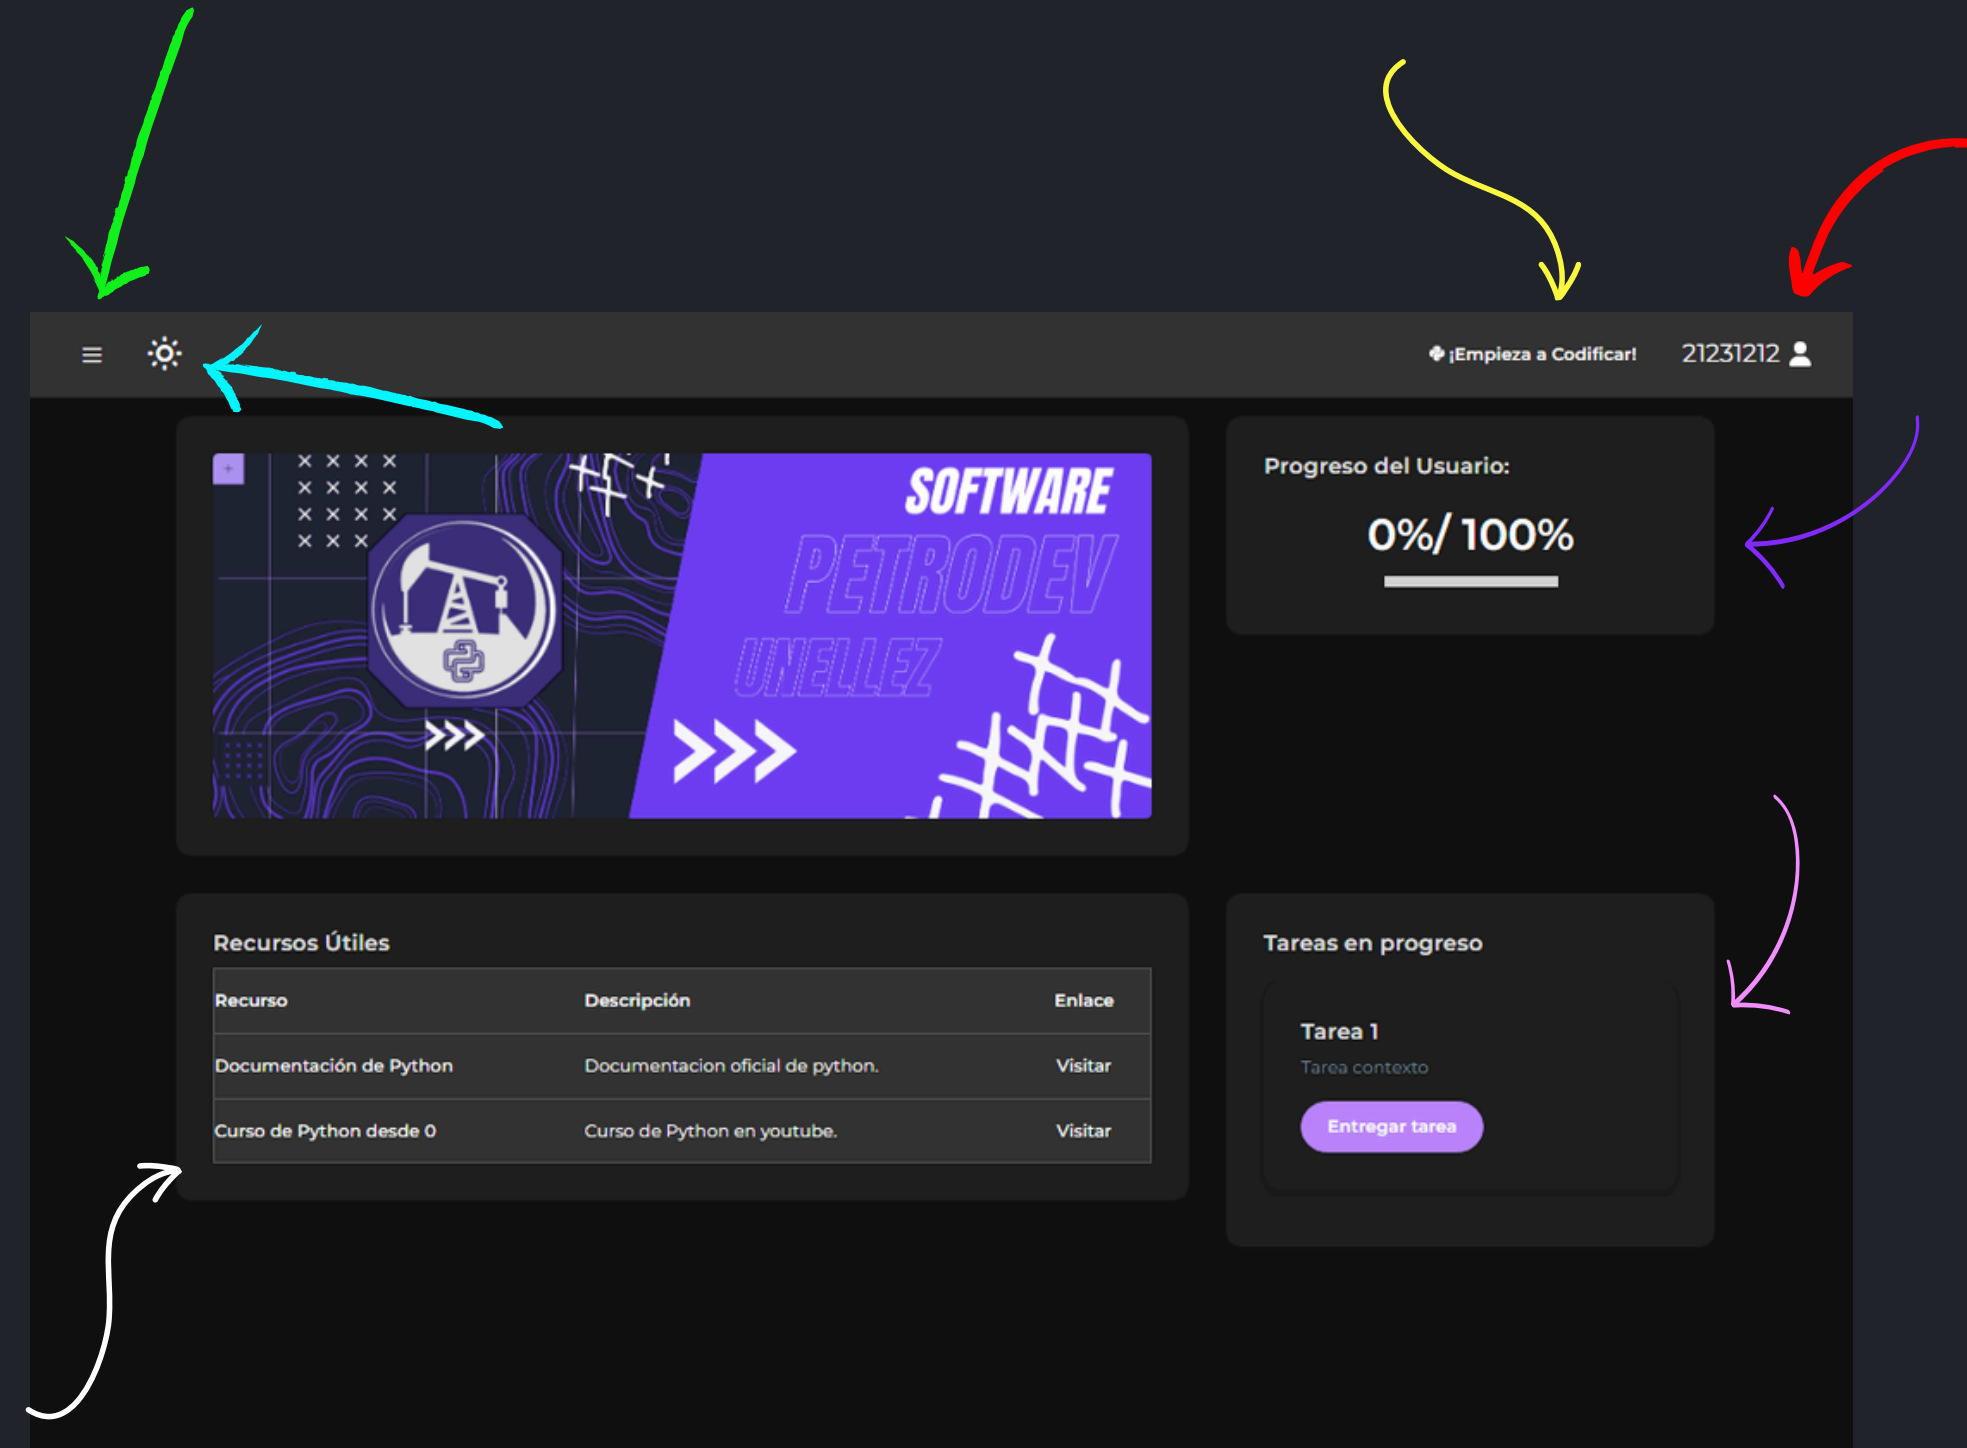 ¡Empieza a Codificar!
21231212
SOFTWARE
PETRODEV
UNELLEZ
Progreso del Usuario:
0%/ 100%
Recursos Útiles
Recurso Descripción Enlace
Documentación de Python Documentacion oficial de python. Visitar
Curso de Python desde 0 Curso de Python en youtube. Visitar
Tareas en progreso
Tarea 1
Tarea contexto
Entregar tarea